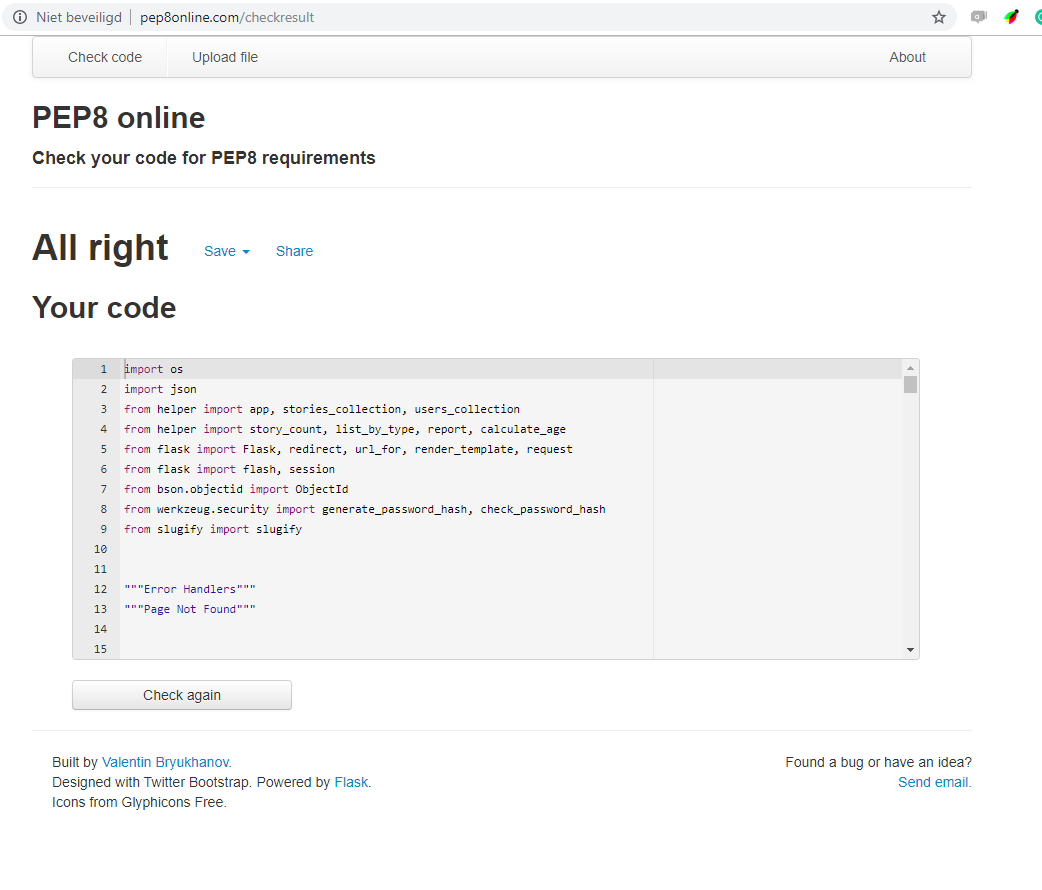 Niet beveiligd | pep8online.com/checkresult
Check code Upload file About
PEP8 online
Check your code for PEP8 requirements
All right Save Share
Your code
1 import os
2 import json
3 from helper import app, stories_collection, users_collection
4 from helper import story_count, list_by_type, report, calculate_age
5 from flask import Flask, redirect, url_for, render_template, request
6 from flask import flash, session
7 from bson.objectid import ObjectId
8 from werkzeug.security import generate_password_hash, check_password_hash
9 from slugify import slugify
10
11
12 """Error Handlers"""
13 """Page Not Found"""
14
15
Check again
Built by Valentin Bryukhanov.
Designed with Twitter Bootstrap. Powered by Flask.
Icons from Glyphicons Free.
Found a bug or have an idea?
Send email.